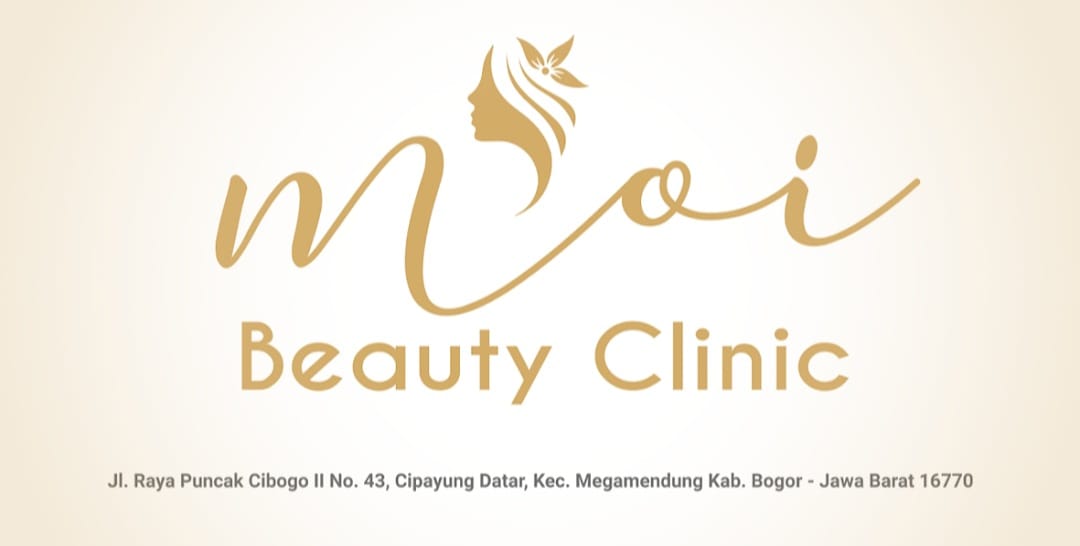 moi
Beauty Clinic
Jl. Raya Puncak Cibogo II No. 43, Cipayung Datar, Kec. Megamendung Kab. Bogor - Jawa Barat 16770